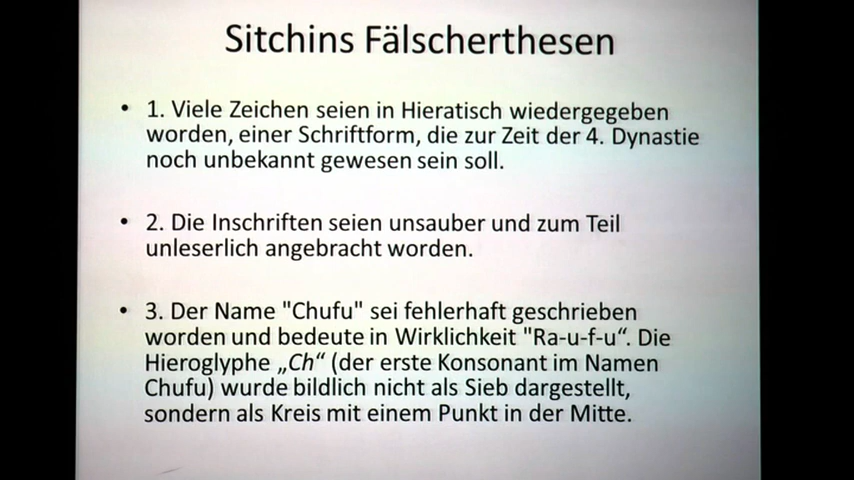 Sitchins Fälscherthesen
• 1. Viele Zeichen seien in Hieratisch wiedergegeben
worden, einer Schriftform, die zur Zeit der 4. Dynastie
noch unbekannt gewesen sein soll.
• 2. Die Inschriften seien unsauber und zum Teil
unleserlich angebracht worden.
• 3. Der Name "Chufu" sei fehlerhaft geschrieben
worden und bedeute in Wirklichkeit "Ra-u-f-u“. Die
Hieroglyphe „Ch“ (der erste Konsonant im Namen
Chufu) wurde bildlich nicht als Sieb dargestellt,
sondern als Kreis mit einem Punkt in der Mitte.